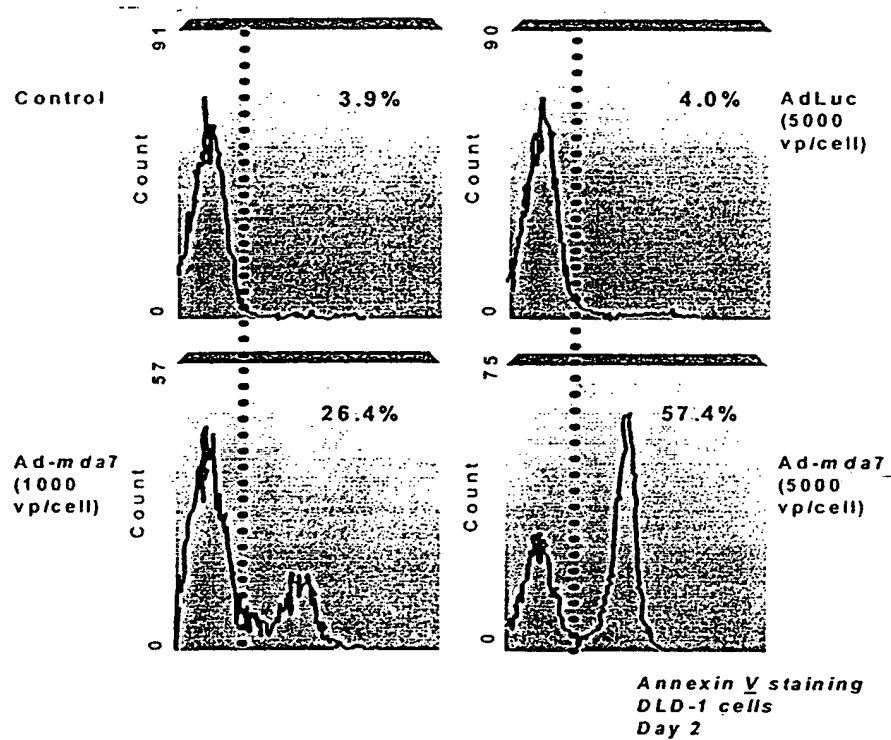 91
Control
3.9%
Count
0
90
4.0%
AdLuc
(5000
vp/cell)
Count
0
57
26.4%
Ad-mda7
(1000
vp/cell)
Count
0
75
57.4%
Ad-mda7
(5000
vp/cell)
Count
0
Annexin V staining
DLD-1 cells
Day 2